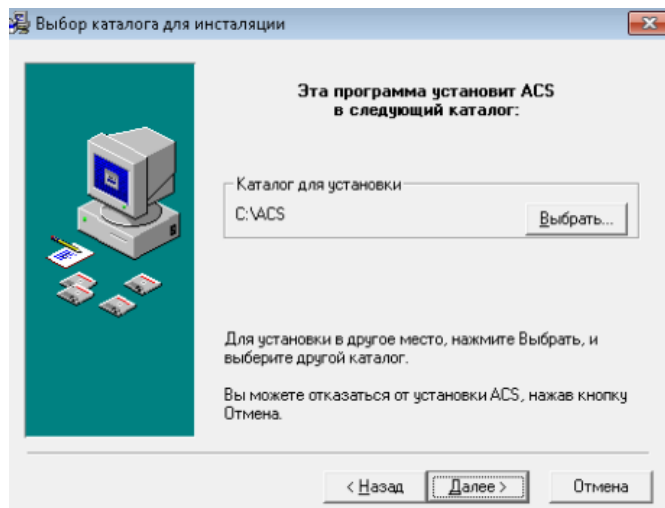 Выбор каталога для инсталяции
Эта программа установит ACS
в следующий каталог:
Каталог для установки
C:\ACS
Выбрать...
Для установки в другое место, нажмите Выбрать, и
выберите другой каталог.
Вы можете отказаться от установки ACS, нажав кнопку
Отмена.
< Назад
Далее >
Отмена